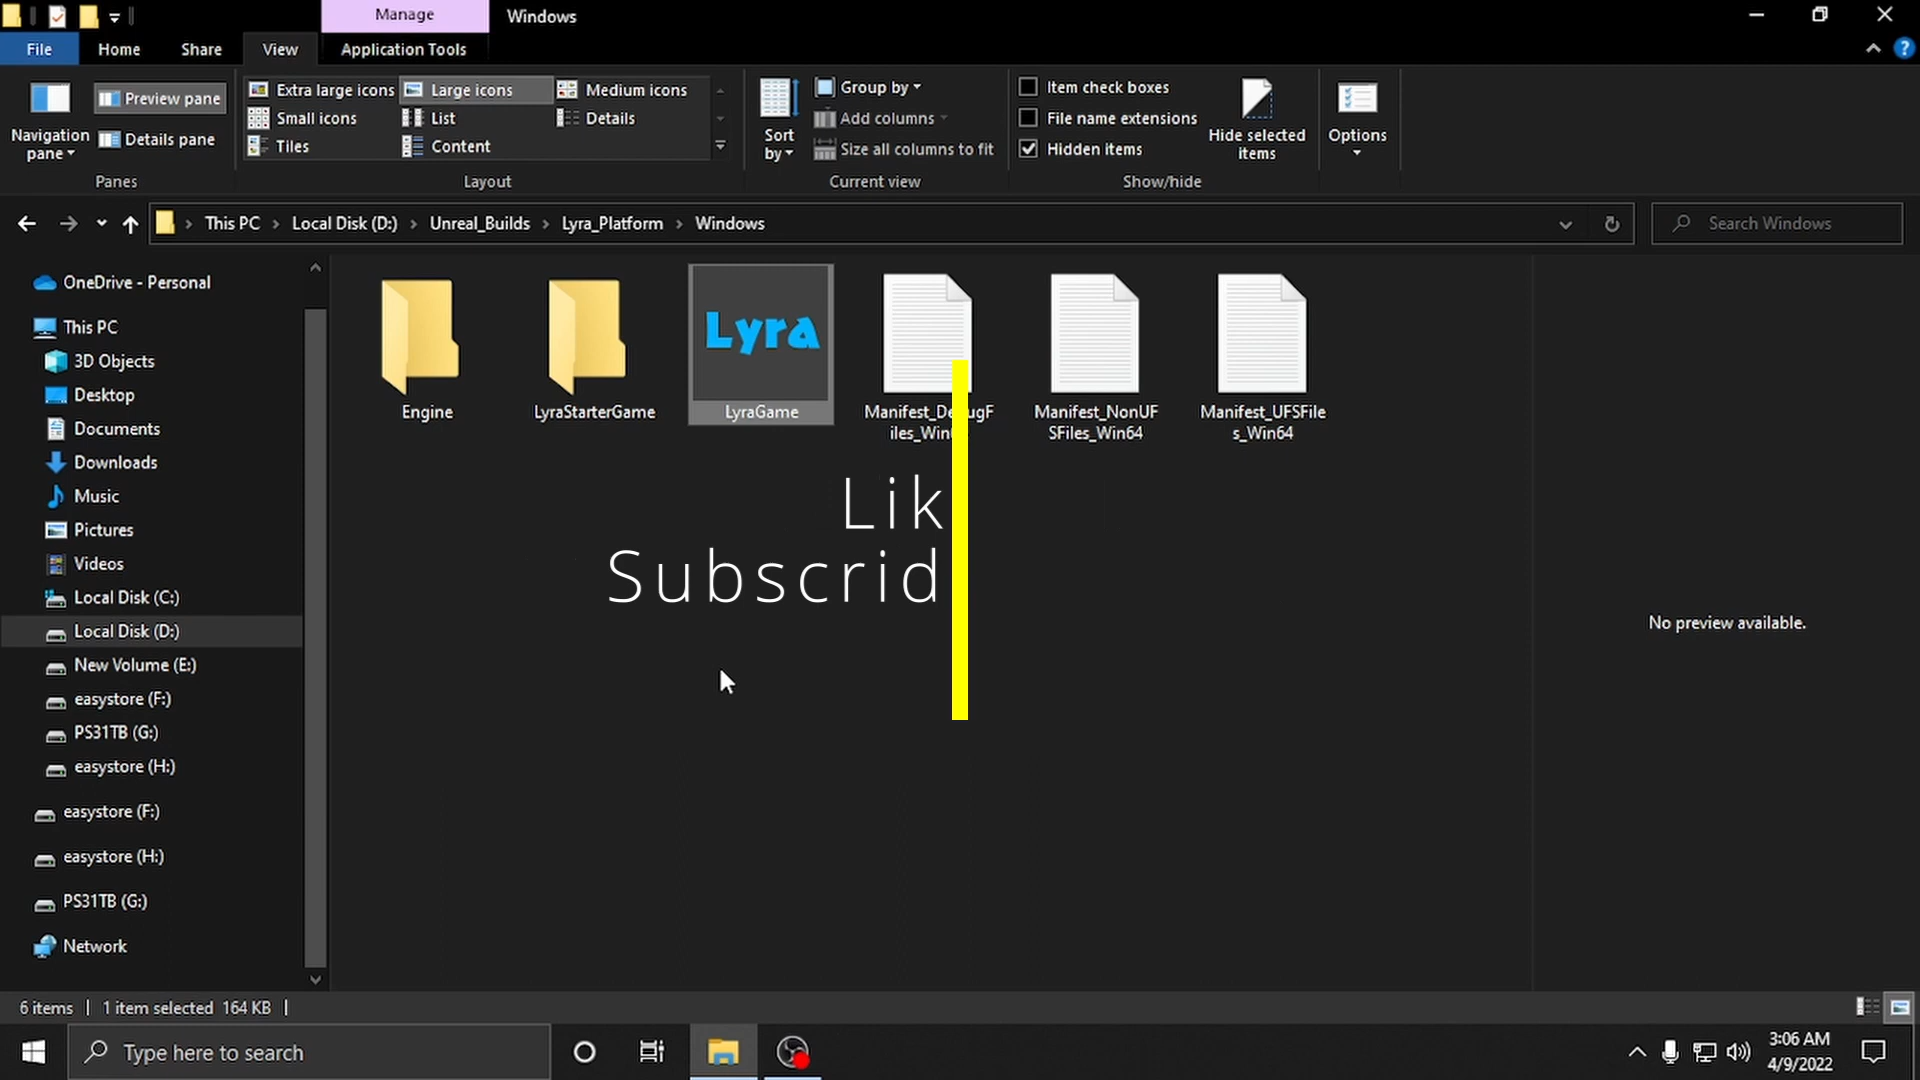 Manage
Windows
File
Home
Share
View
Application Tools
Navigation pane
Preview pane
Details pane
Panes
Extra large icons
Large icons
Medium icons
Small icons
List
Details
Tiles
Content
Layout
Sort by
Group by
Add columns
Size all columns to fit
Current view
Item check boxes
File name extensions
Hidden items
Hide selected items
Show/hide
Options
This PC > Local Disk (D:) > Unreal_Builds > Lyra_Platform > Windows
Search Windows
OneDrive - Personal
This PC
3D Objects
Desktop
Documents
Downloads
Music
Pictures
Videos
Local Disk (C:)
Local Disk (D:)
New Volume (E:)
easystore (F:)
PS31TB (G:)
easystore (H:)
easystore (F:)
easystore (H:)
PS31TB (G:)
Network
Engine
LyraStarterGame
Lyra
LyraGame
Manifest_De gF
iles_Win
Manifest_NonUF
SFiles_Win64
Manifest_UFSFile
s_Win64
Lik
Subscrid
No preview available.
6 items
1 item selected 164 KB
Type here to search
3:06 AM
4/9/2022